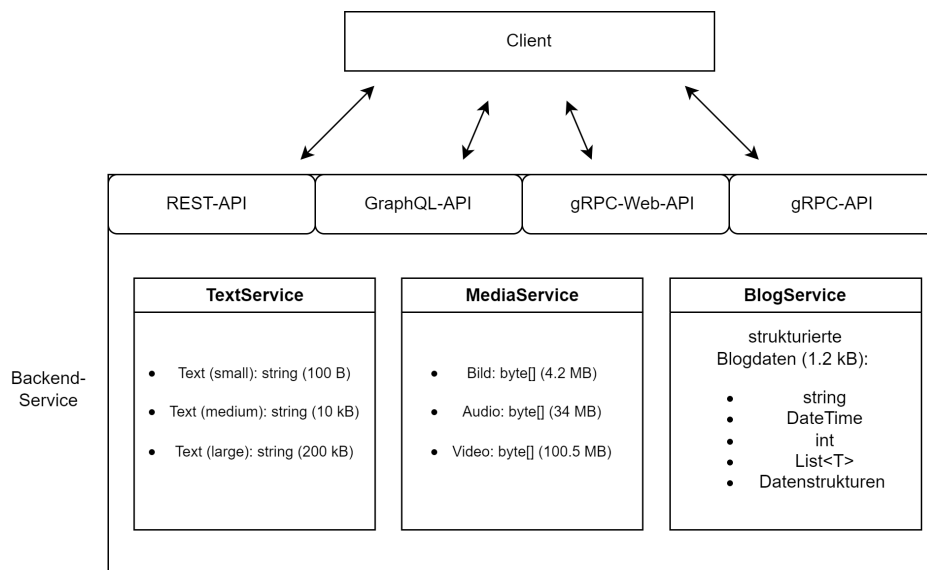 Client
REST-API
GraphQL-API
gRPC-Web-API
gRPC-API
Backend-
Service
TextService
• Text (small): string (100 B)
• Text (medium): string (10 kB)
• Text (large): string (200 kB)
MediaService
• Bild: byte[] (4.2 MB)
• Audio: byte[] (34 MB)
• Video: byte[] (100.5 MB)
BlogService
strukturierte
Blogdaten (1.2 kB):
• string
• DateTime
• int
• List<T>
• Datenstrukturen